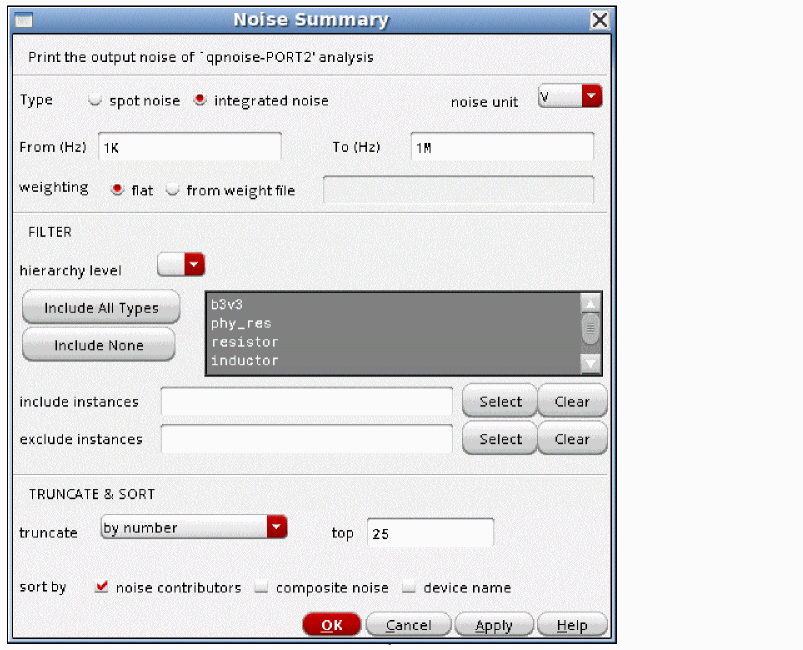 Noise Summary
Print the output noise of `qpnoise-PORT2' analysis
Type spot noise integrated noise noise unit V
From (Hz) 1K To (Hz) 1M
weighting flat from weight file
FILTER
hierarchy level
Include All Types
Include None
b3v3
phy_res
resistor
inductor
include instances Select Clear
exclude instances Select Clear
TRUNCATE & SORT
truncate by number top 25
sort by noise contributors composite noise device name
OK Cancel Apply Help